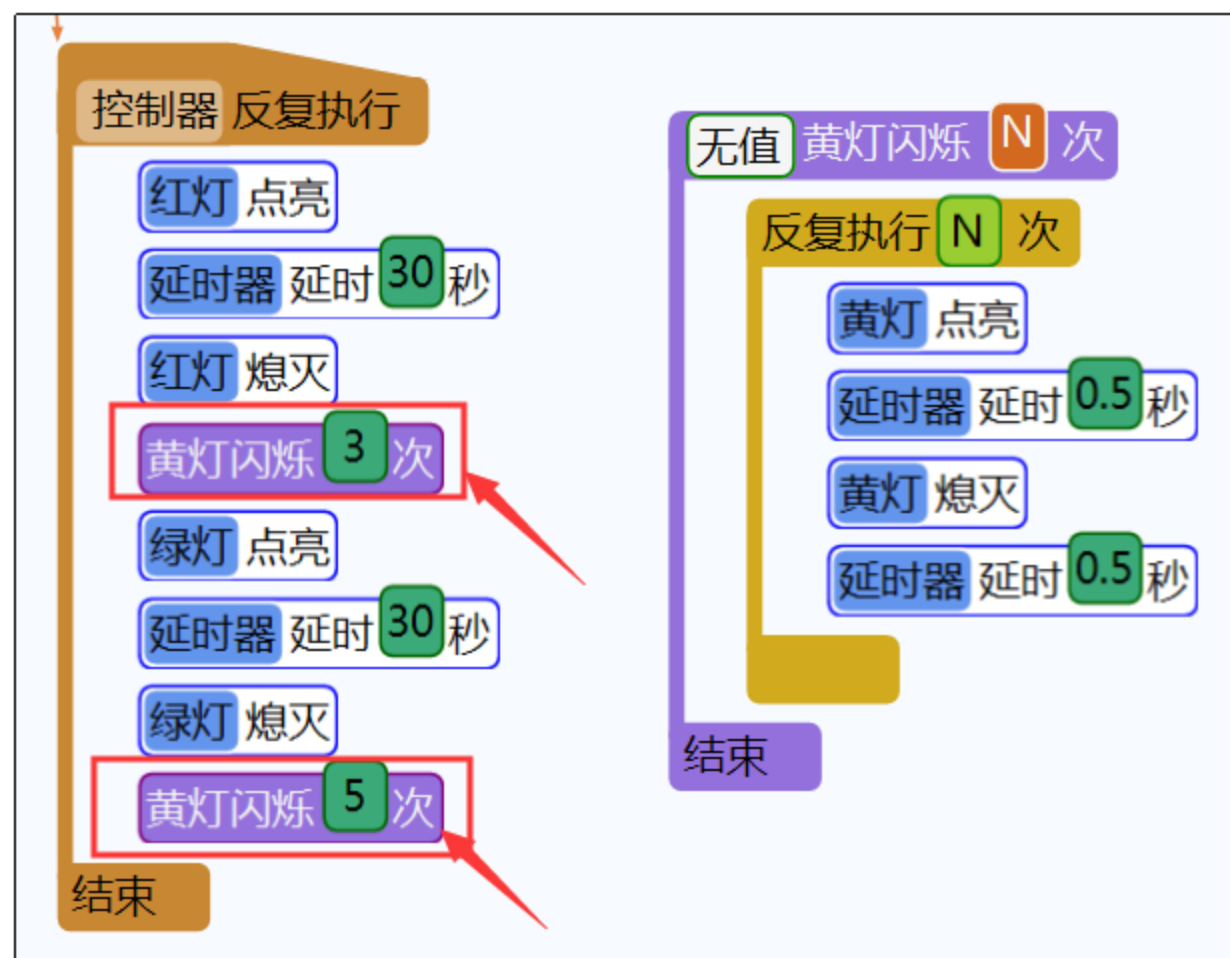 控制器 反复执行
红灯 点亮
延时器 延时 30 秒
红灯 熄灭
黄灯闪烁 3 次
绿灯 点亮
延时器 延时 30 秒
绿灯 熄灭
黄灯闪烁 5 次
结束
无值 黄灯闪烁 N 次
反复执行 N 次
黄灯 点亮
延时器 延时 0.5 秒
黄灯 熄灭
延时器 延时 0.5 秒
结束